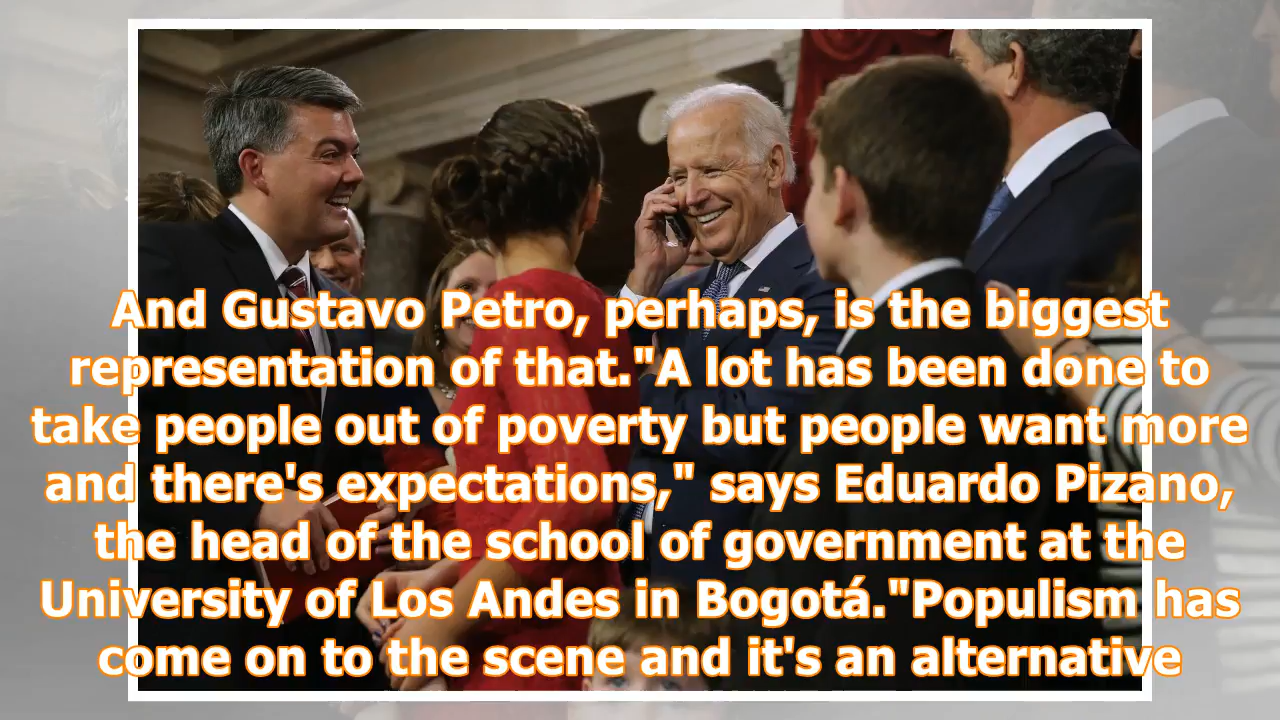 And Gustavo Petro, perhaps, is the biggest
representation of that."A lot has been done to
take people out of poverty but people want more
and there's expectations," says Eduardo Pizano,
the head of the school of government at the
University of Los Andes in Bogotá."Populism has
come on to the scene and it's an alternative